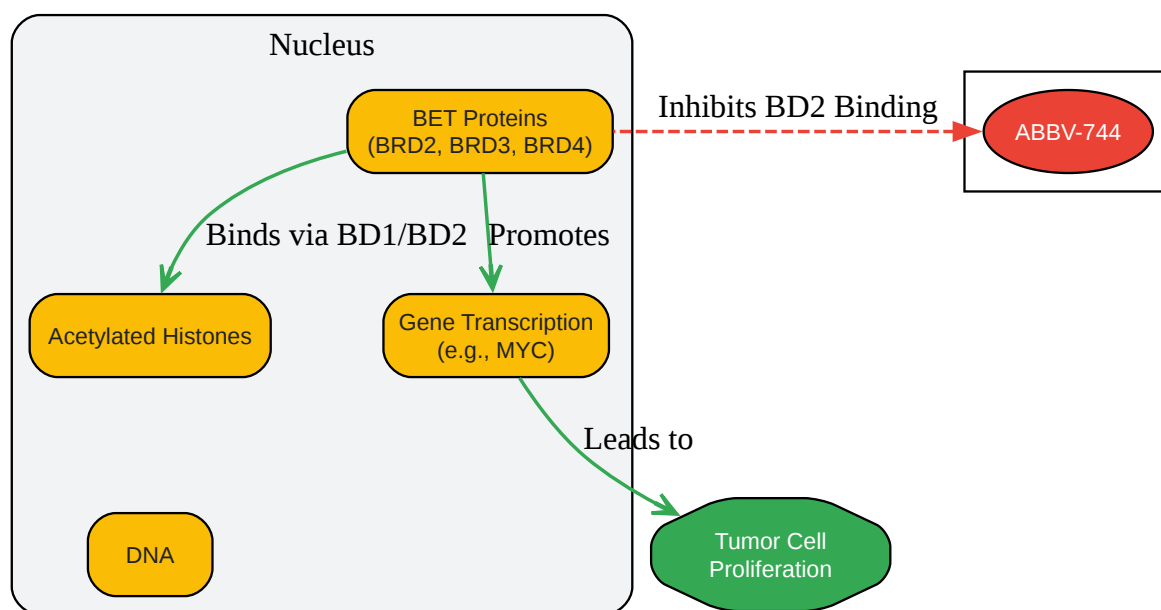 Nucleus
BET Proteins
(BRD2, BRD3, BRD4)
Inhibits BD2 Binding
ABBV-744
Binds via BD1/BD2
Promotes
Acetylated Histones
Gene Transcription
(e.g., MYC)
Leads to
DNA
Tumor Cell
Proliferation